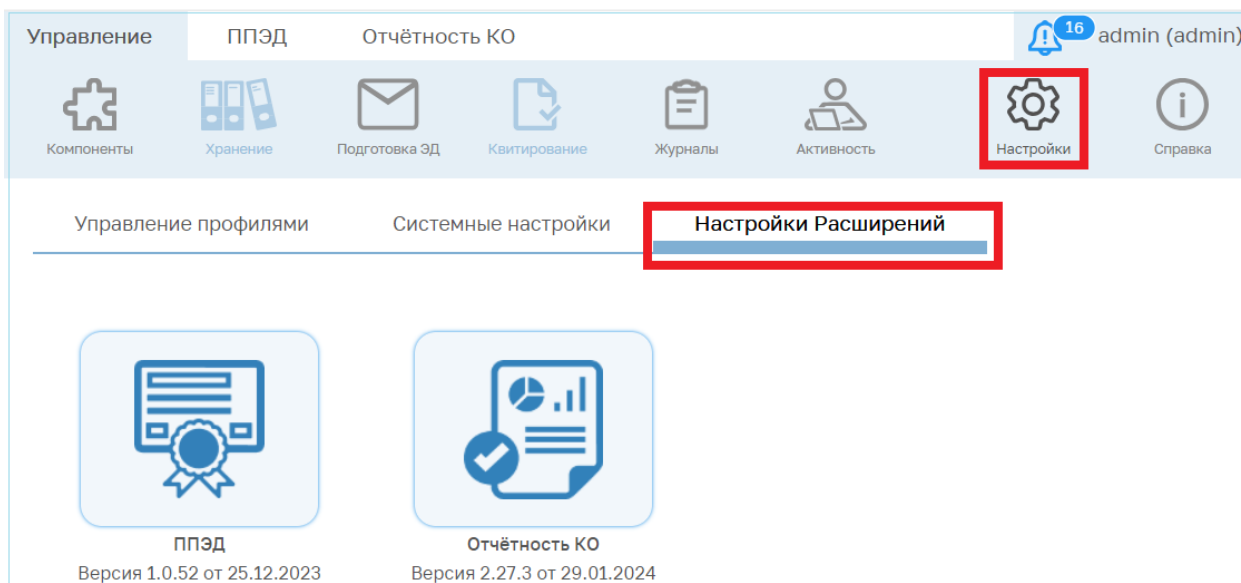 Управление ППЭД Отчётность КО 16 admin (admin)
Компоненты Хранение Подготовка ЭД Квитирование Журналы Активность Настройки Справка
Управление профилями Системные настройки Настройки Расширений
ППЭД Отчётность КО
Версия 1.0.52 от 25.12.2023 Версия 2.27.3 от 29.01.2024